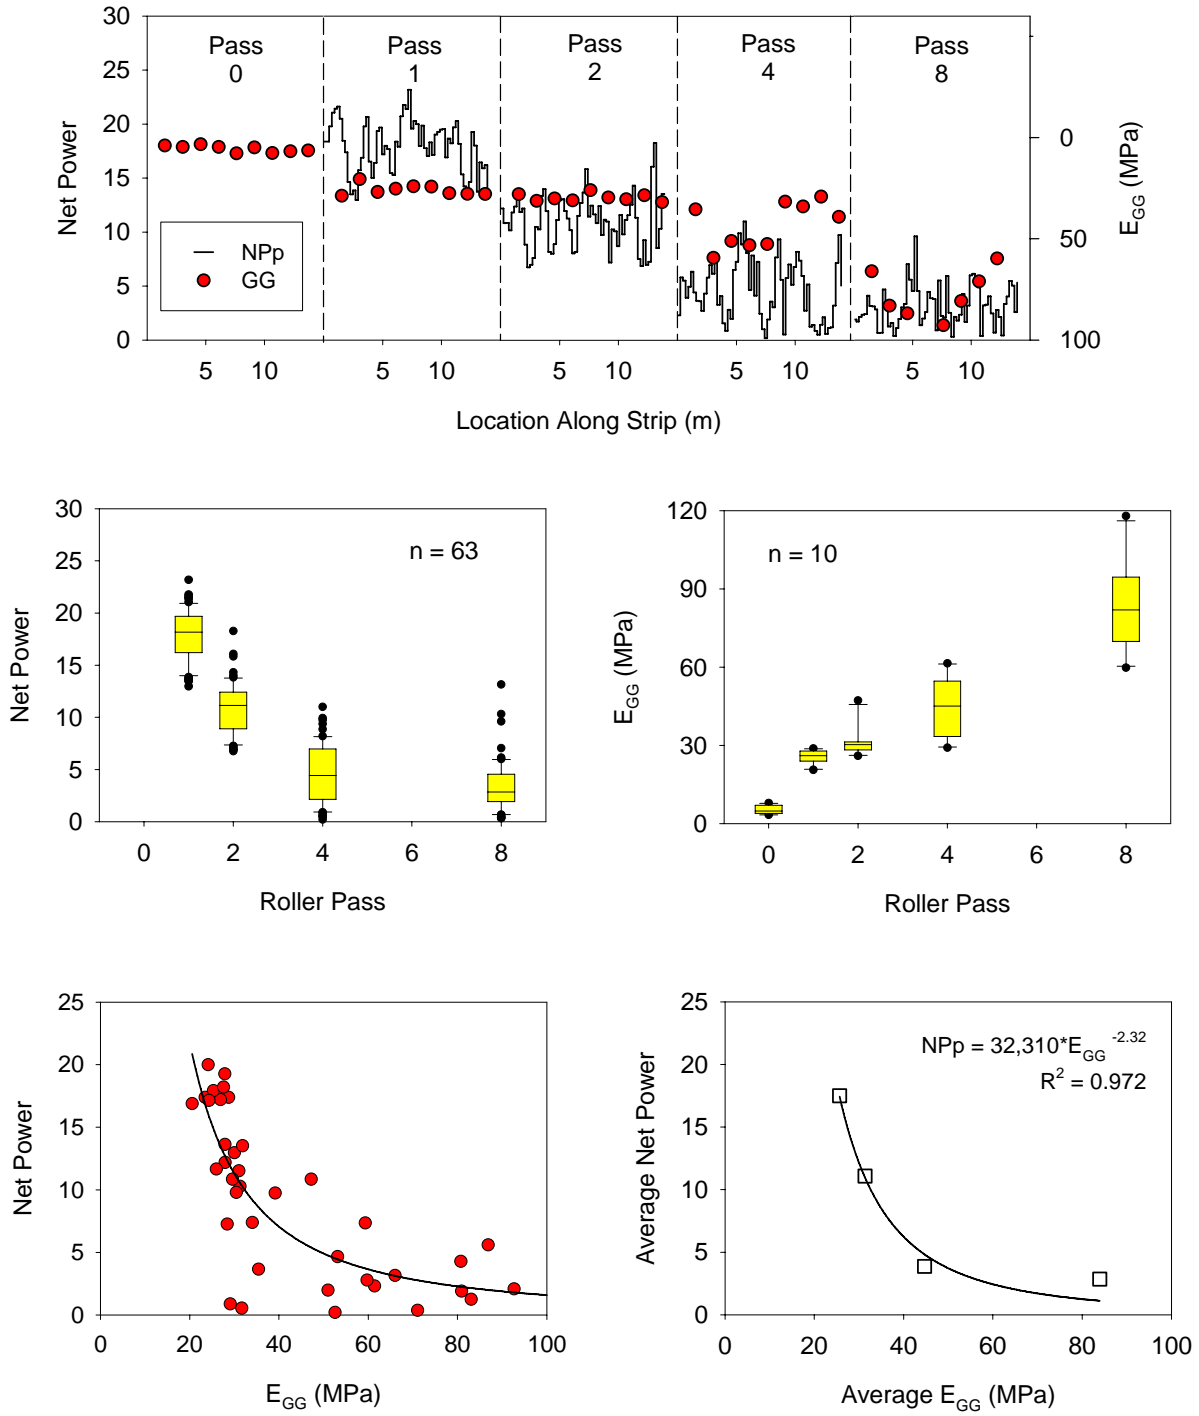 30
25
20
15
10
5
0
Net Power
Pass
0
Pass
1
Pass
2
Pass
4
Pass
8
NPp
GG
0
50
100
E_GG (MPa)
5 10 5 10 5 10 5 10 5 10
Location Along Strip (m)
30
25
20
15
10
5
0
Net Power
n = 63
0 2 4 6 8
Roller Pass
120
90
60
30
0
E_GG (MPa)
n = 10
0 2 4 6 8
Roller Pass
25
20
15
10
5
0
Net Power
0 20 40 60 80 100
E_GG (MPa)
25
20
15
10
5
0
Average Net Power
NPp = 32,310*E_GG ^-2.32
R² = 0.972
0 20 40 60 80 100
Average E_GG (MPa)